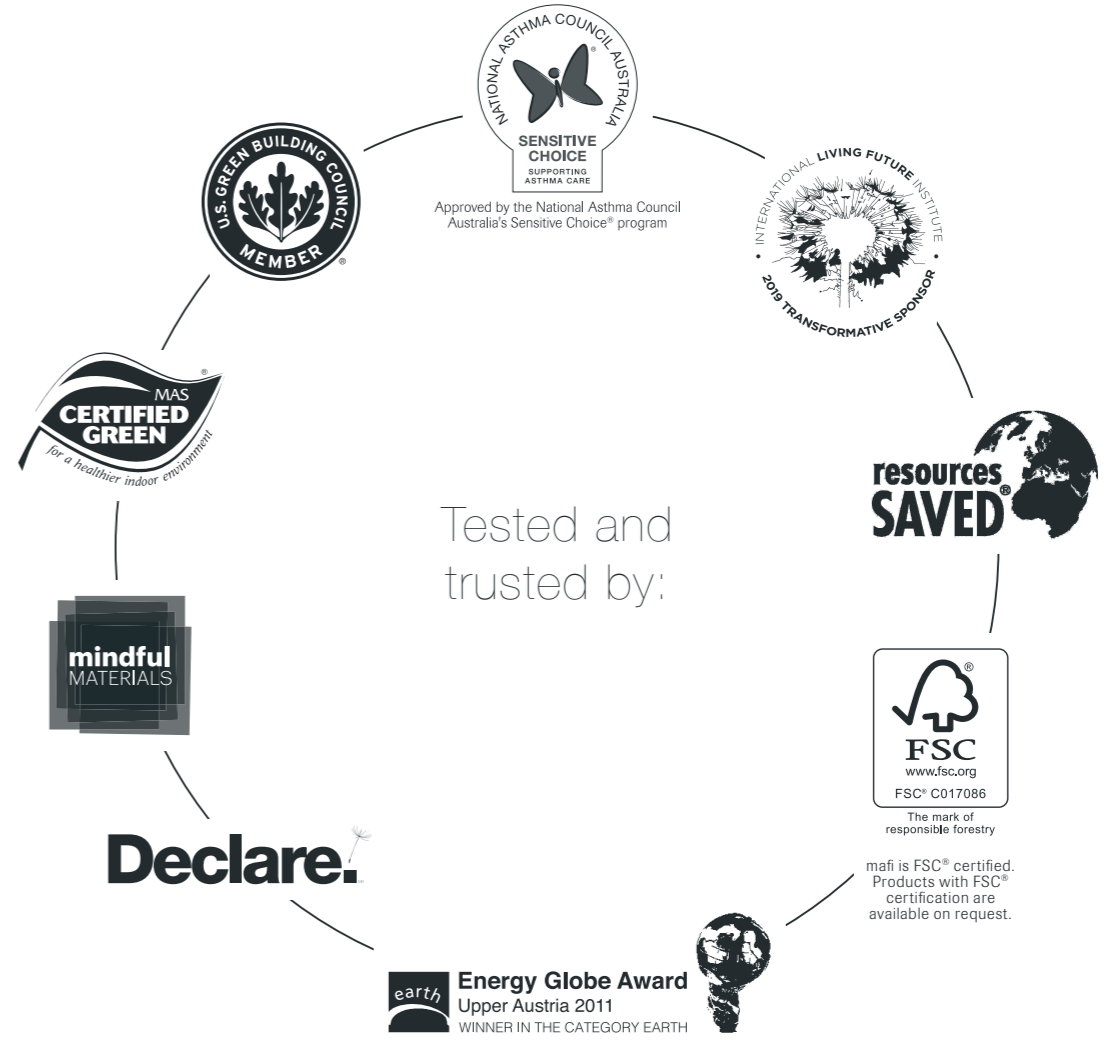 NATIONAL ASTHMA COUNCIL AUSTRALIA
®
SENSITIVE
CHOICE
SUPPORTING
ASTHMA CARE
Approved by the National Asthma Council
Australia's Sensitive Choice® program
U.S. GREEN BUILDING COUNCIL
MEMBER
®
• INTERNATIONAL LIVING FUTURE INSTITUTE •
2019 TRANSFORMATIVE SPONSOR
MAS ®
CERTIFIED
GREEN
for a healthier indoor environment
resources
SAVED®
Tested and
trusted by:
mindful
MATERIALS
®
FSC
www.fsc.org
FSC® C017086
The mark of
responsible forestry
mafi is FSC® certified.
Products with FSC®
certification are
available on request.
Declare.
earth
Energy Globe Award
Upper Austria 2011
WINNER IN THE CATEGORY EARTH